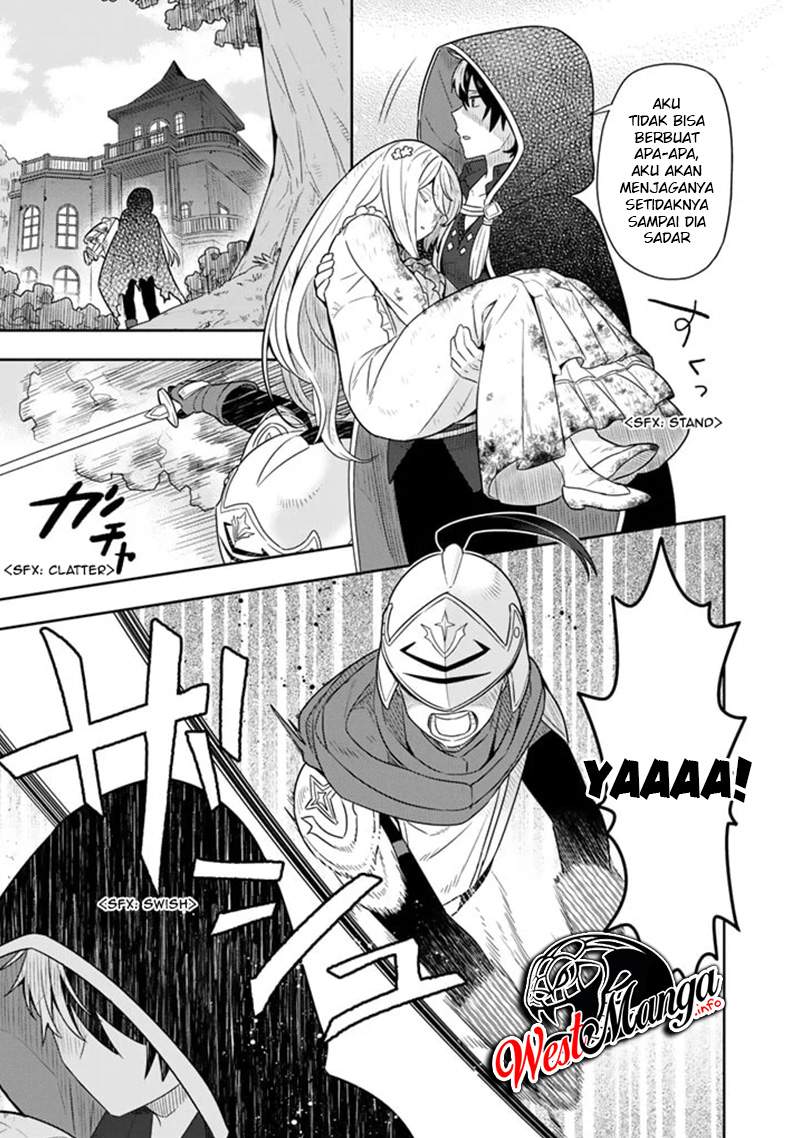 AKU
TIDAK BISA
BERBUAT
APA-APA,
AKU AKAN
MENJAGANYA
SETIDAKNYA
SAMPAI DIA
SADAR
すくっ
<SFX: STAND>
ガチャ
<SFX: CLATTER>
YAAAA!
ザシュ
<SFX: SWISH>
WestManga.info